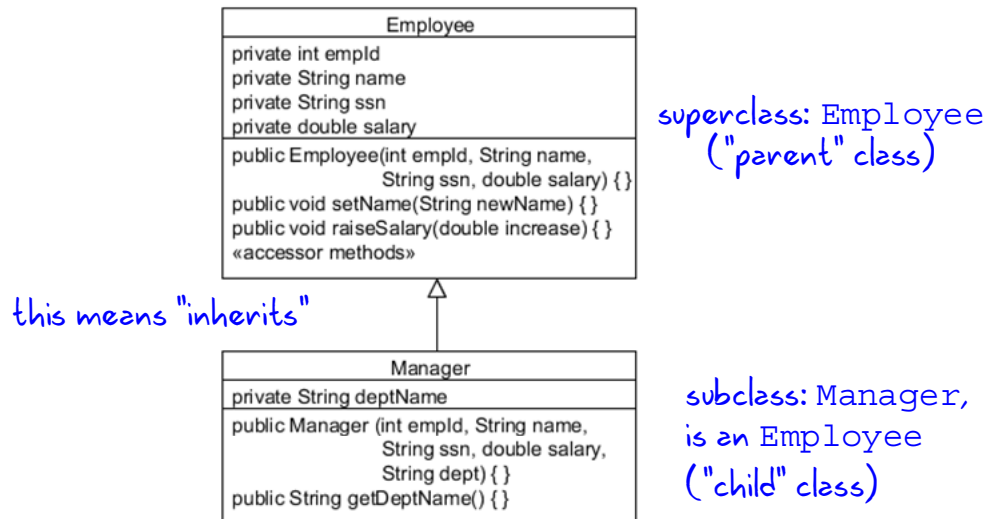 Employee
private int empId
private String name
private String ssn
private double salary
public Employee(int empId, String name,
String ssn, double salary) { }
public void setName(String newName) { }
public void raiseSalary(double increase) { }
«accessor methods»
superclass: Employee
("parent" class)
this means "inherits"
Manager
private String deptName
public Manager (int empId, String name,
String ssn, double salary,
String dept) { }
public String getDeptName() { }
subclass: Manager,
is an Employee
("child" class)